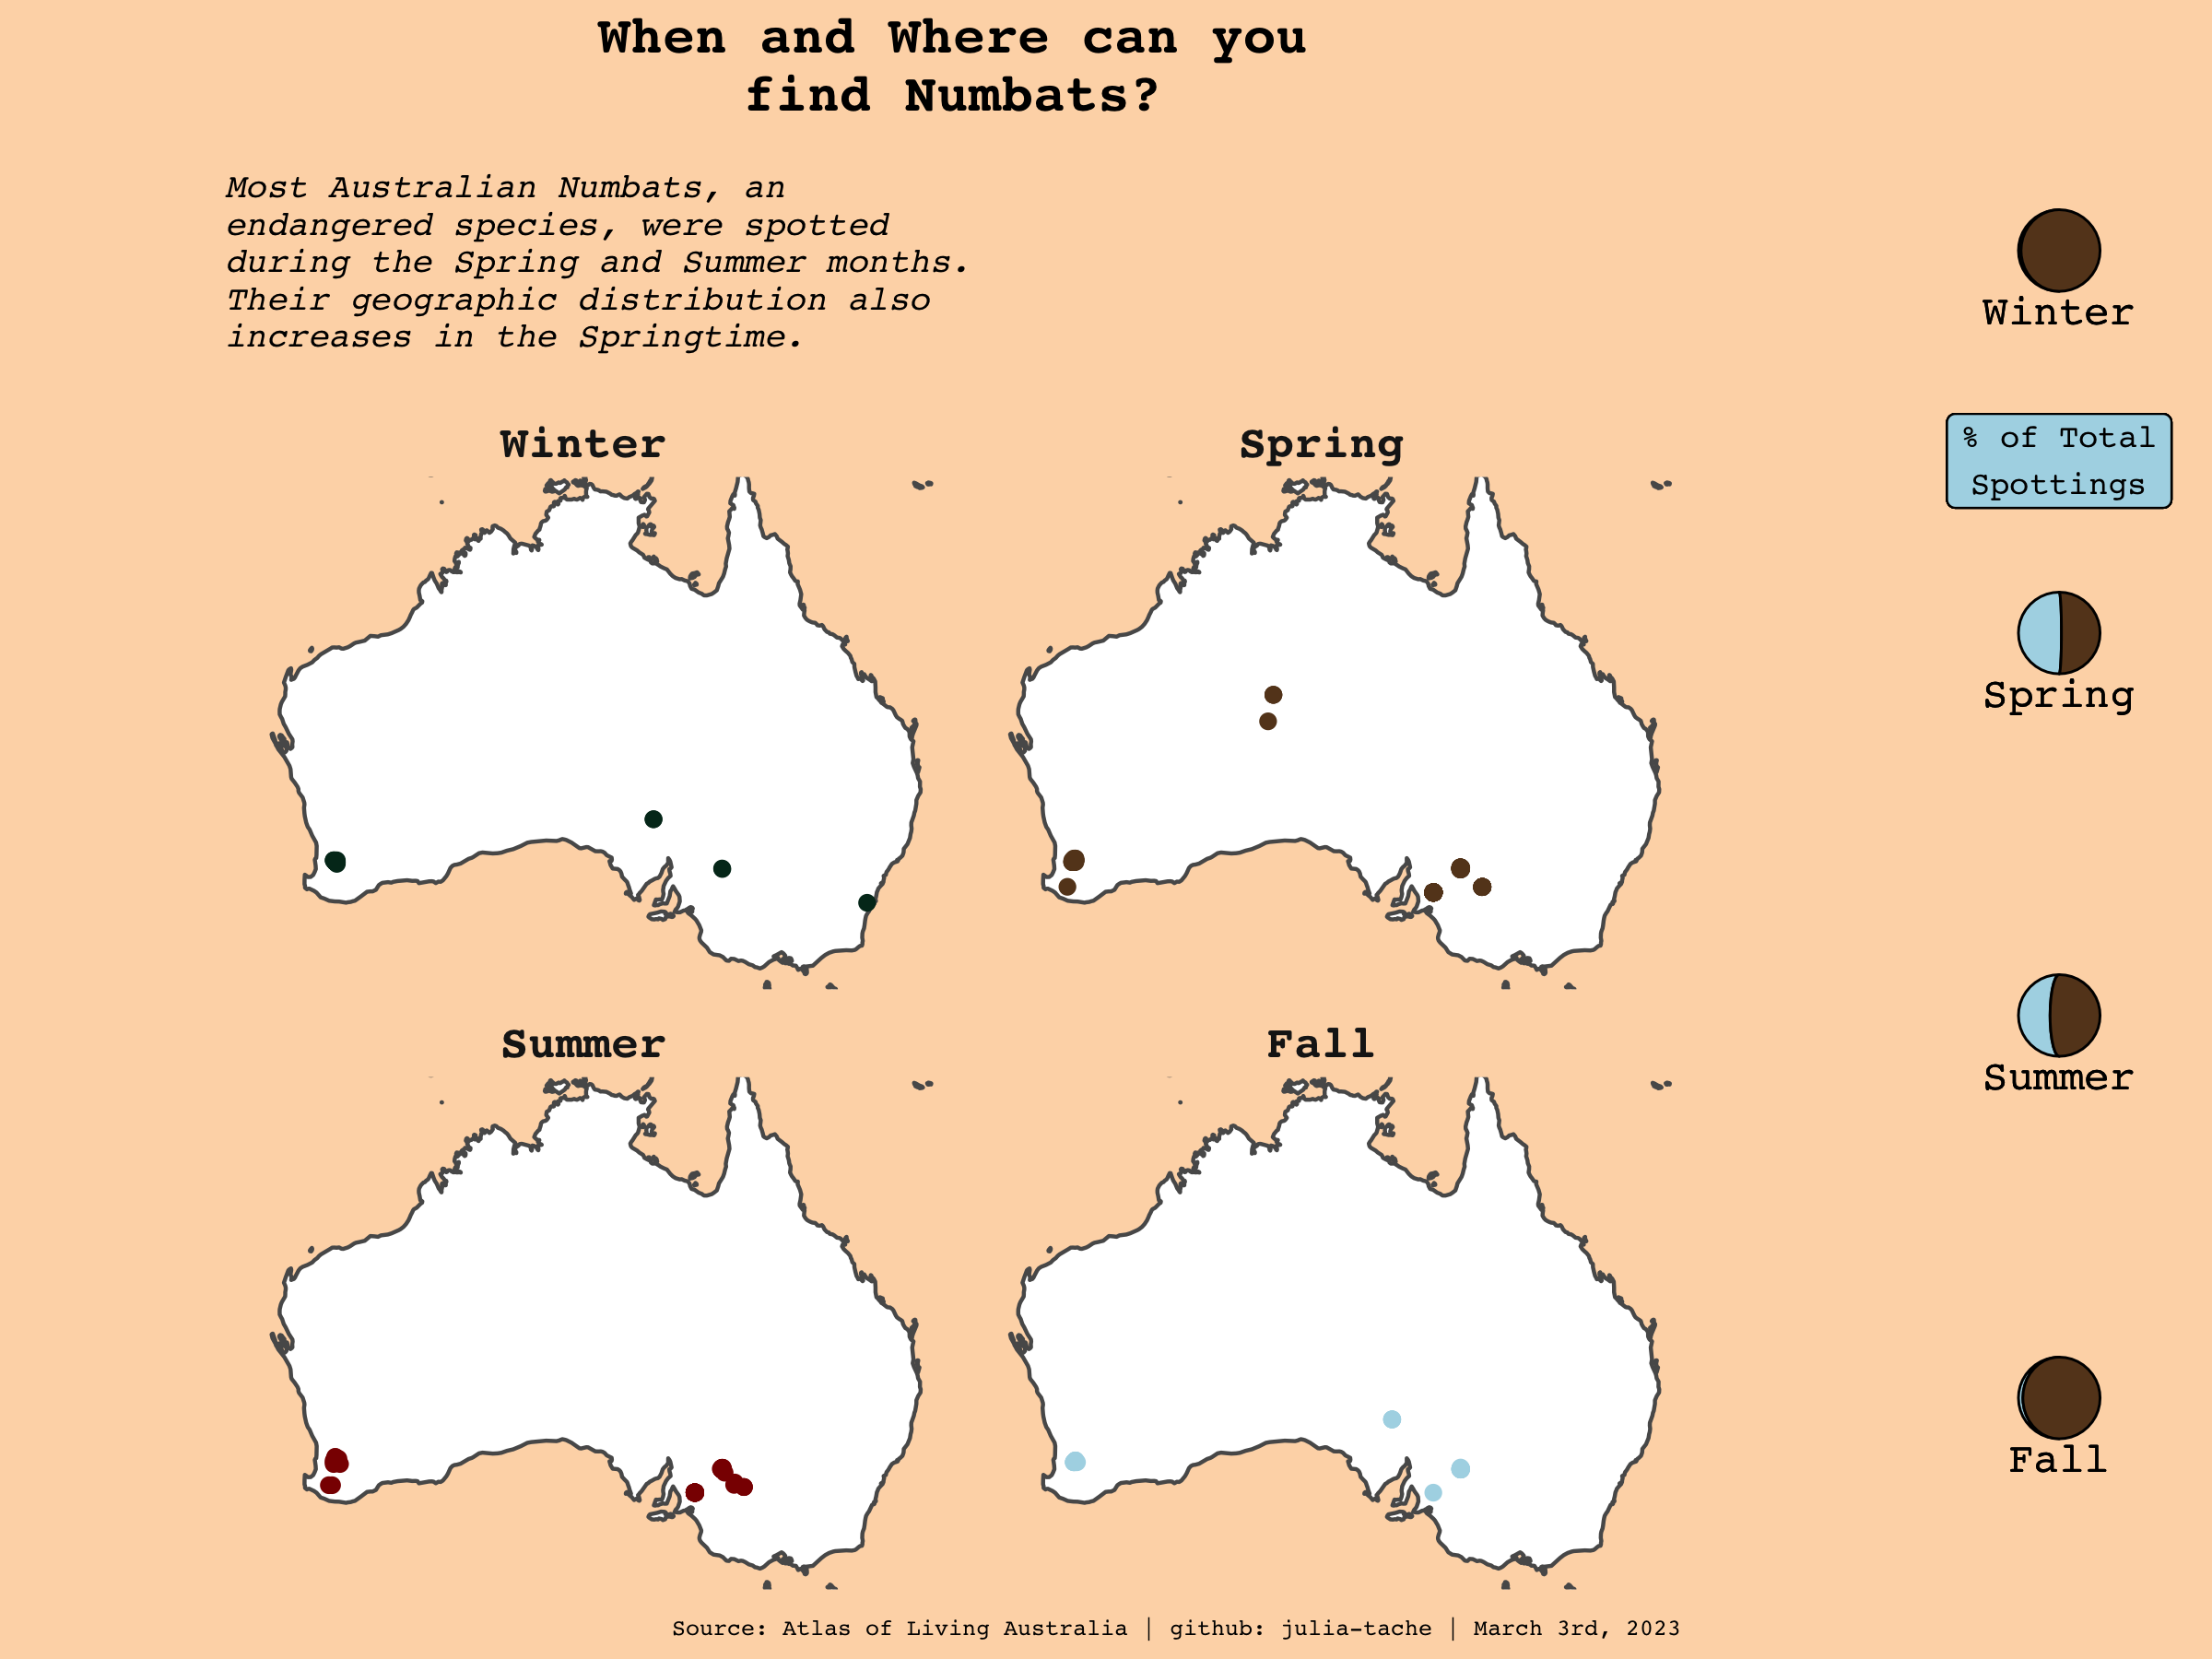 When and Where can you
find Numbats?
Most Australian Numbats, an
endangered species, were spotted
during the Spring and Summer months.
Their geographic distribution also
increases in the Springtime.
Winter
Spring
Summer
Fall
Winter
% of Total
Spottings
Spring
Summer
Fall
Source: Atlas of Living Australia | github: julia-tache | March 3rd, 2023